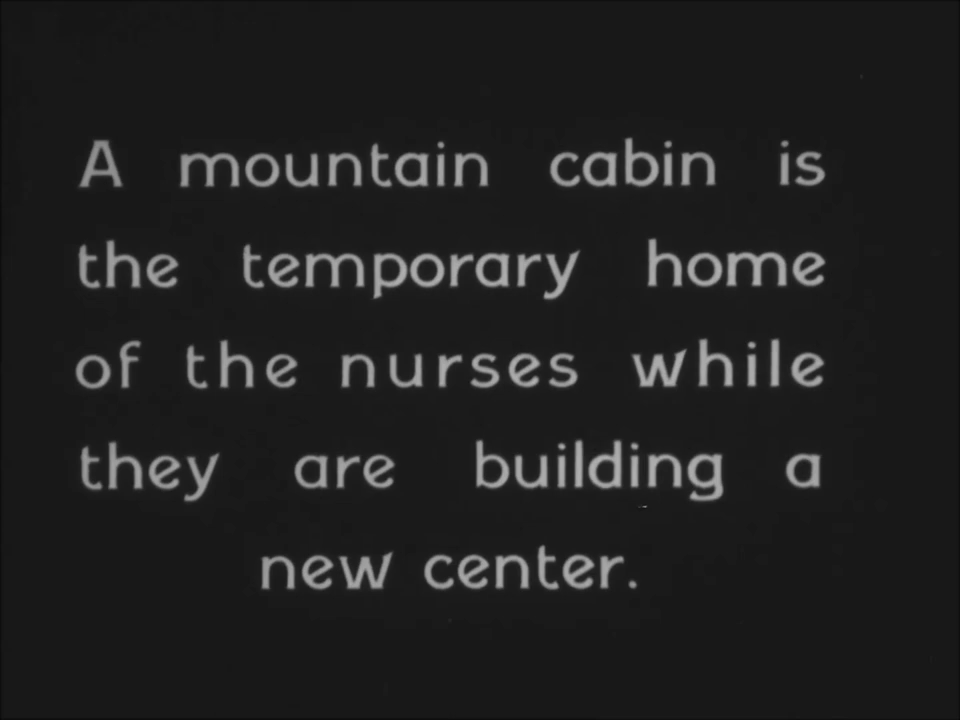 A mountain cabin is
the temporary home
of the nurses while
they are building a
new center.